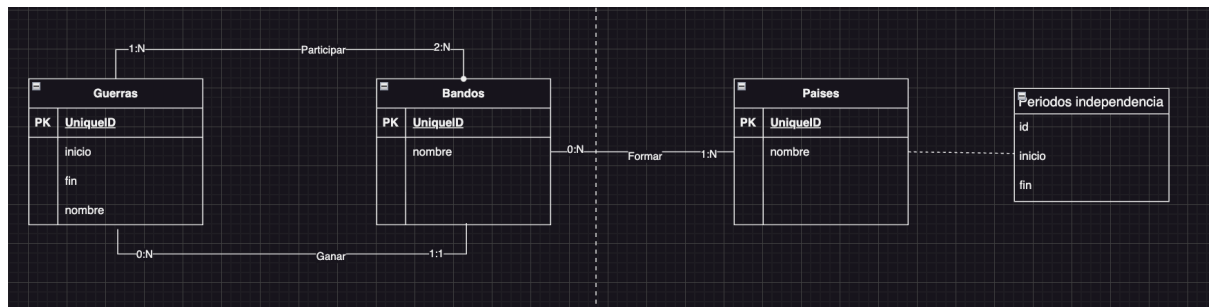 1:N Participar 2:N
Guerras
PK UniqueID
inicio
fin
nombre
Bandos
PK UniqueID
nombre
0:N Formar 1:N
Paises
PK UniqueID
nombre
Periodos independencia
id
inicio
fin
0:N Ganar 1:1